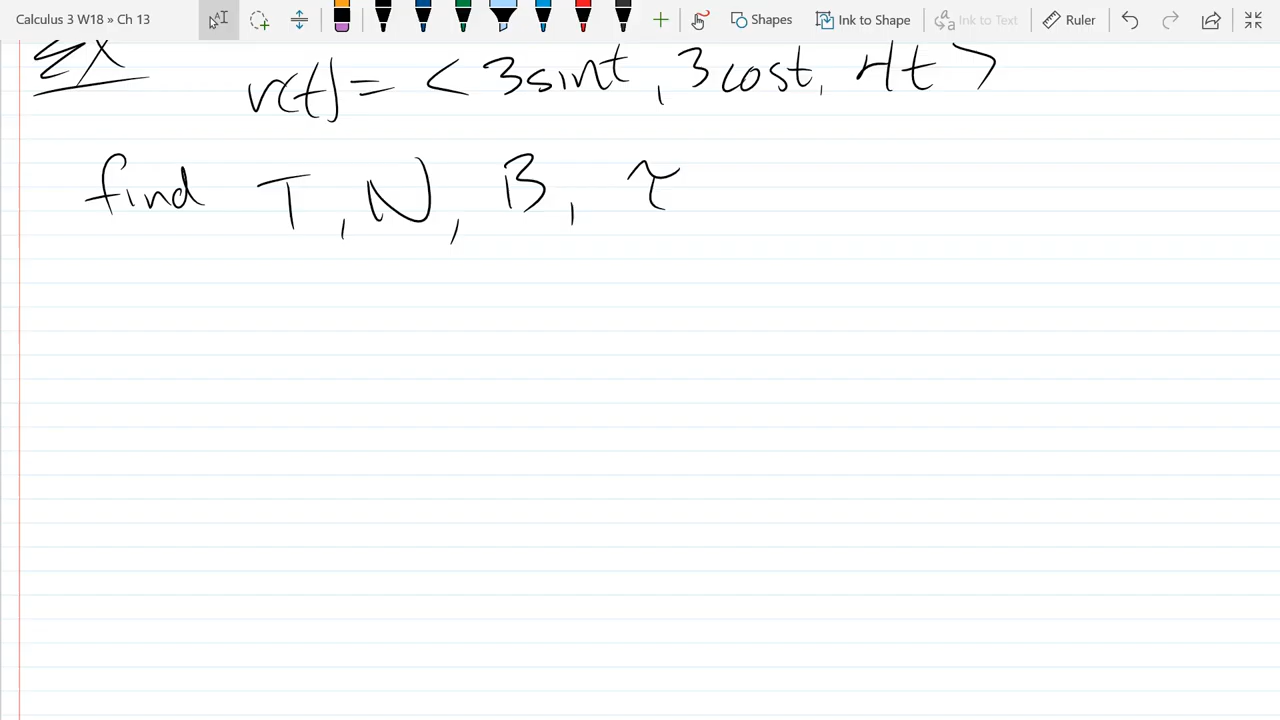 Calculus 3 W18 » Ch 13
Shapes
Ink to Shape
Ink to Text
Ruler
Ex
r(t) = < 3sint, 3cost, 4t >
find T, N, B, τ